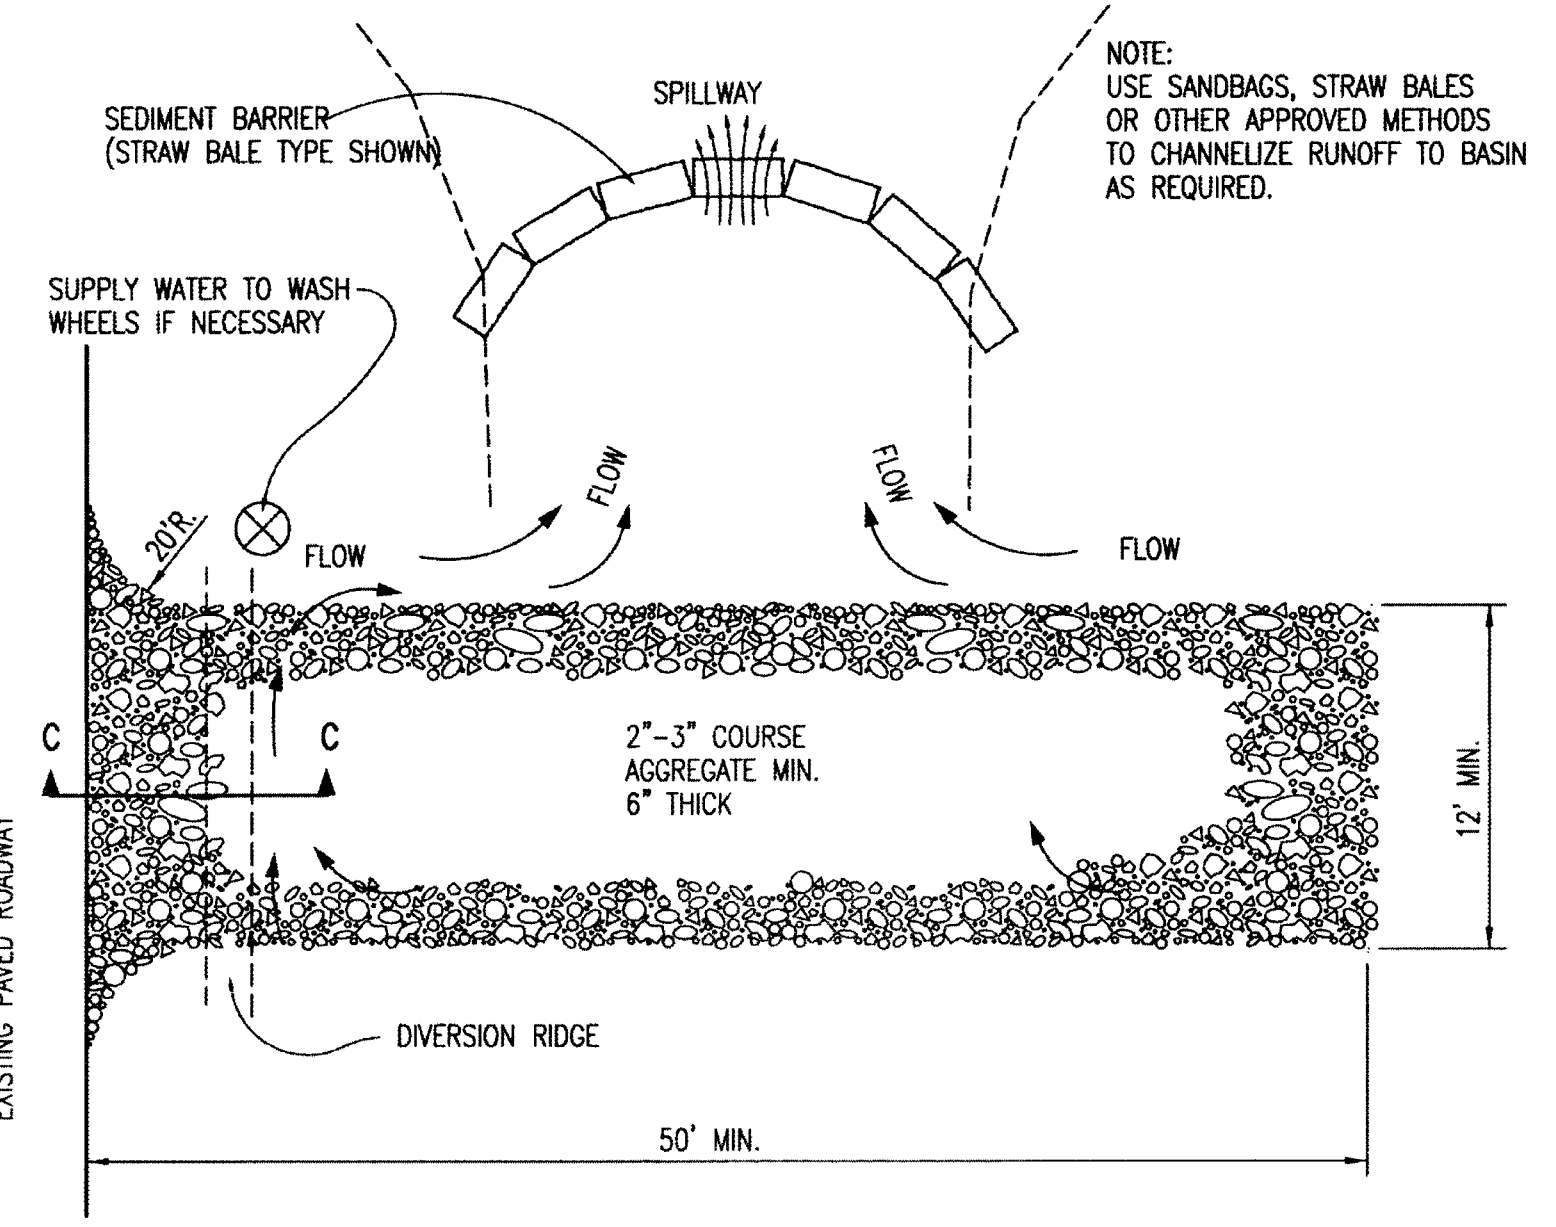 SPILLWAY
NOTE:
USE SANDBAGS, STRAW BALES
OR OTHER APPROVED METHODS
TO CHANNELIZE RUNOFF TO BASIN
AS REQUIRED.
SEDIMENT BARRIER
(STRAW BALE TYPE SHOWN)
SUPPLY WATER TO WASH
WHEELS IF NECESSARY
20'R.
FLOW
FLOW
FLOW
FLOW
C
C
2"-3" COURSE
AGGREGATE MIN.
6" THICK
12' MIN.
EXISTING PAVED ROADWAY
DIVERSION RIDGE
50' MIN.